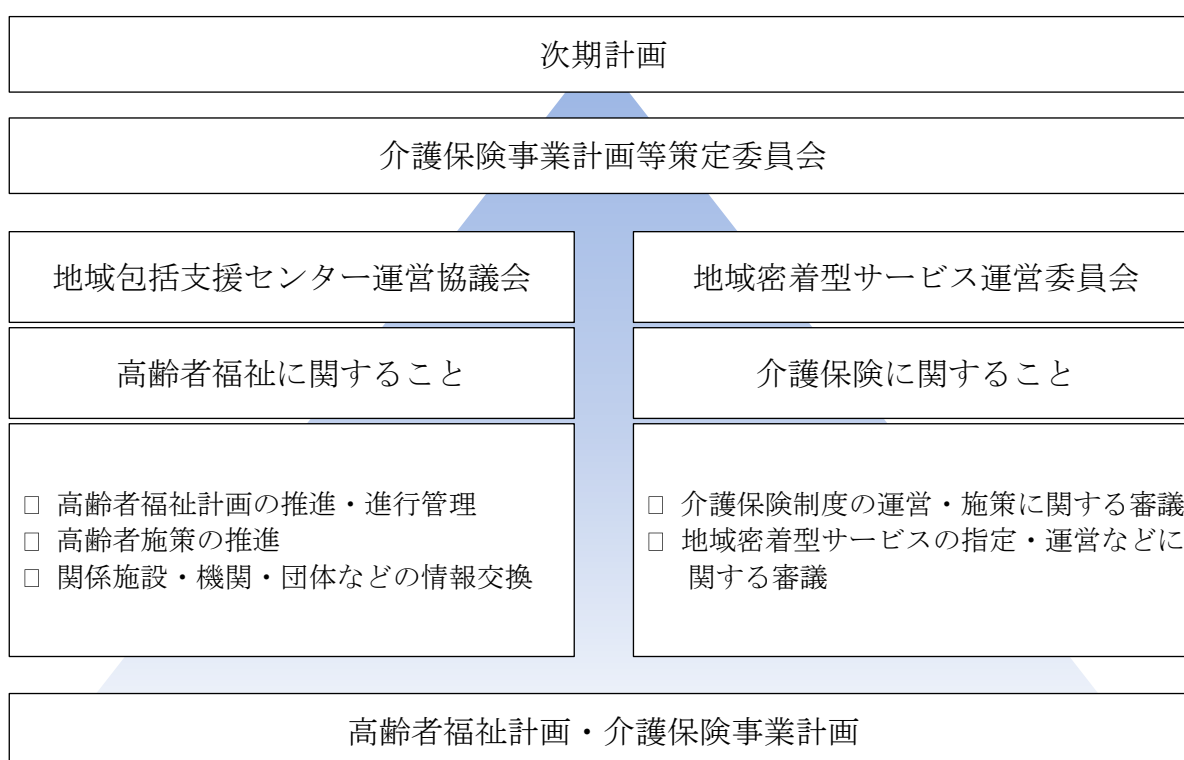 次期計画
介護保険事業計画等策定委員会
地域包括支援センター運営協議会
高齢者福祉に関すること
□ 高齢者福祉計画の推進・進行管理
□ 高齢者施策の推進
□ 関係施設・機関・団体などの情報交換
地域密着型サービス運営委員会
介護保険に関すること
□ 介護保険制度の運営・施策に関する審議
□ 地域密着型サービスの指定・運営などに
関する審議
高齢者福祉計画・介護保険事業計画